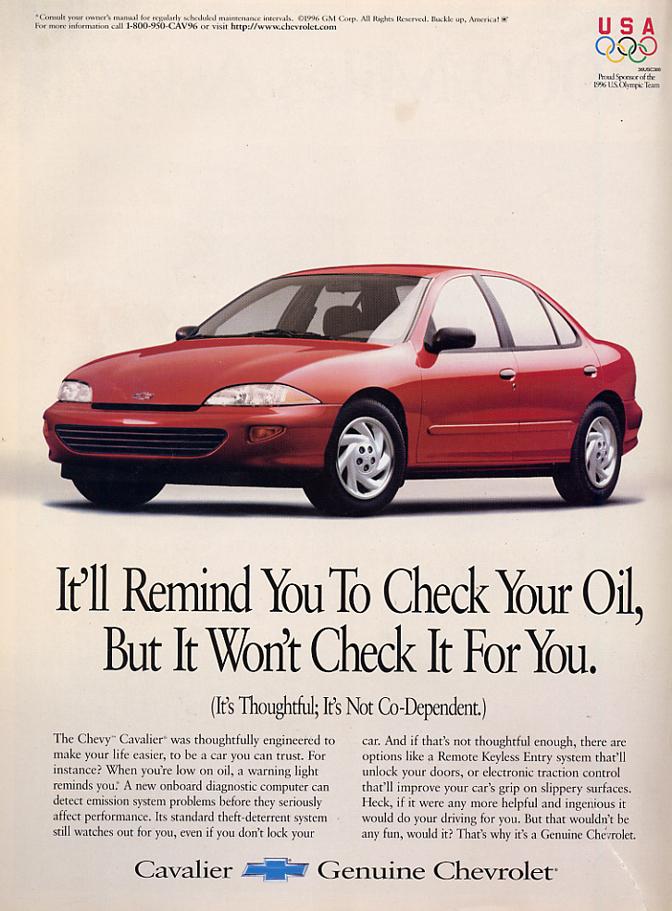 *Consult your owner's manual for regularly scheduled maintenance intervals. ©1996 GM Corp. All Rights Reserved. Buckle up, America!
For more information call 1-800-950-CAV96 or visit http://www.chevrolet.com
USA
36USC380
Proud Sponsor of the
1996 U.S. Olympic Team
It'll Remind You To Check Your Oil,
But It Won't Check It For You.
(It's Thoughtful; It's Not Co-Dependent.)
The Chevy™ Cavalier® was thoughtfully engineered to
make your life easier, to be a car you can trust. For
instance? When you're low on oil, a warning light
reminds you.* A new onboard diagnostic computer can
detect emission system problems before they seriously
affect performance. Its standard theft-deterrent system
still watches out for you, even if you don't lock your
car. And if that's not thoughtful enough, there are
options like a Remote Keyless Entry system that'll
unlock your doors, or electronic traction control
that'll improve your car's grip on slippery surfaces.
Heck, if it were any more helpful and ingenious it
would do your driving for you. But that wouldn't be
any fun, would it? That's why it's a Genuine Chevrolet.
Cavalier Genuine Chevrolet®